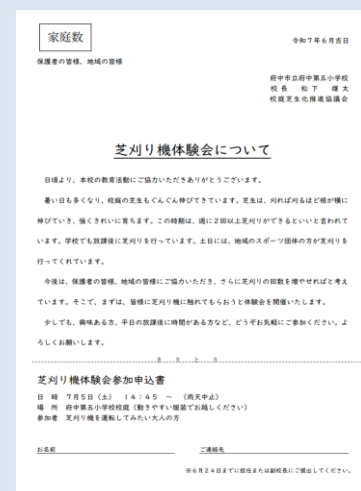 家庭数
令和７年６月吉日
保護者の皆様、地域の皆様
府中市立府中第五小学校
校長　松下　雄太
校庭芝生化推進協議会
芝刈り機体験会について
日頃より、本校の教育活動にご協力いただきありがとうございます。
暑い日も多くなり、校庭の芝生もぐんぐん伸びてきています。芝生は、刈れば刈るほど根が横に
伸びていき、強くきれいに育ちます。この時期は、週に２回以上芝刈りができるといいと言われて
います。学校でも放課後に芝刈りを行っています。土日には、地域のスポーツ団体の方が芝刈りを
行ってくれています。
今後は、保護者の皆様、地域の皆様にご協力いただき、さらに芝刈りの回数を増やせればと考え
ています。そこで、まずは、皆様に芝刈り機に触れてもらおうと体験会を開催いたします。
少しでも、興味ある方、平日の放課後に時間がある方など、どうぞお気軽にご参加ください。よ
ろしくお願いします。
きりとり
芝刈り機体験会参加申込書
日　時　７月５日（土）　１４：４５　～　（雨天中止）
場　所　府中第五小学校校庭（動きやすい服装でお越しください）
参加者　芝刈り機を運転してみたい大人の方
お名前　ご連絡先
※６月２４日までに担任または副校長にご提出してください。